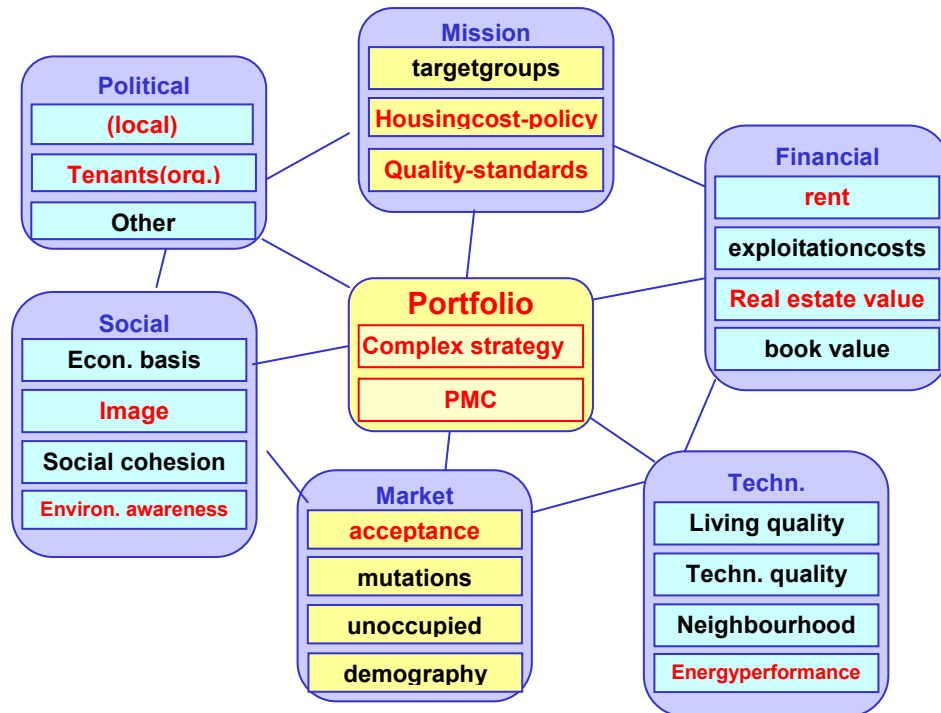 Mission
targetgroups
Housingcost-policy
Quality-standards
Political
(local)
Tenants(org.)
Other
Financial
rent
exploitationcosts
Real estate value
book value
Portfolio
Complex strategy
PMC
Social
Econ. basis
Image
Social cohesion
Environ. awareness
Market
acceptance
mutations
unoccupied
demography
Techn.
Living quality
Techn. quality
Neighbourhood
Energyperformance